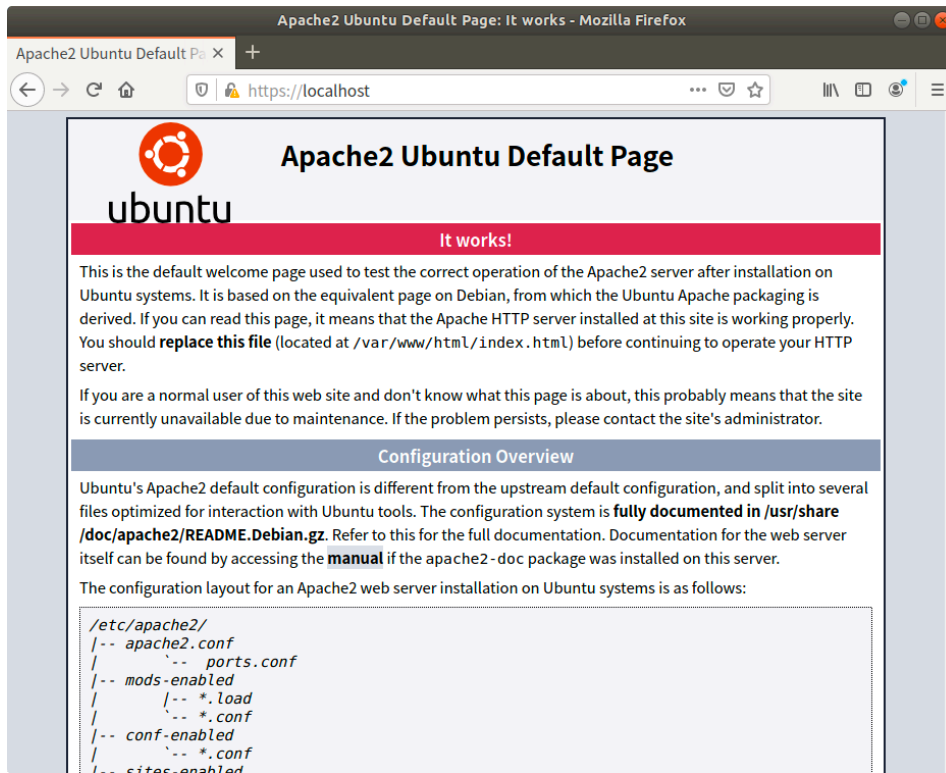 Apache2 Ubuntu Default Page: It works - Mozilla Firefox
Apache2 Ubuntu Default Pa
https://localhost
ubuntu
Apache2 Ubuntu Default Page
It works!
This is the default welcome page used to test the correct operation of the Apache2 server after installation on
Ubuntu systems. It is based on the equivalent page on Debian, from which the Ubuntu Apache packaging is
derived. If you can read this page, it means that the Apache HTTP server installed at this site is working properly.
You should replace this file (located at /var/www/html/index.html) before continuing to operate your HTTP
server.
If you are a normal user of this web site and don't know what this page is about, this probably means that the site
is currently unavailable due to maintenance. If the problem persists, please contact the site's administrator.
Configuration Overview
Ubuntu's Apache2 default configuration is different from the upstream default configuration, and split into several
files optimized for interaction with Ubuntu tools. The configuration system is fully documented in /usr/share
/doc/apache2/README.Debian.gz. Refer to this for the full documentation. Documentation for the web server
itself can be found by accessing the manual if the apache2-doc package was installed on this server.
The configuration layout for an Apache2 web server installation on Ubuntu systems is as follows:
/etc/apache2/
|-- apache2.conf
|       `--  ports.conf
|-- mods-enabled
|       |-- *.load
|       `-- *.conf
|-- conf-enabled
|       `-- *.conf
|-- sites-enabled